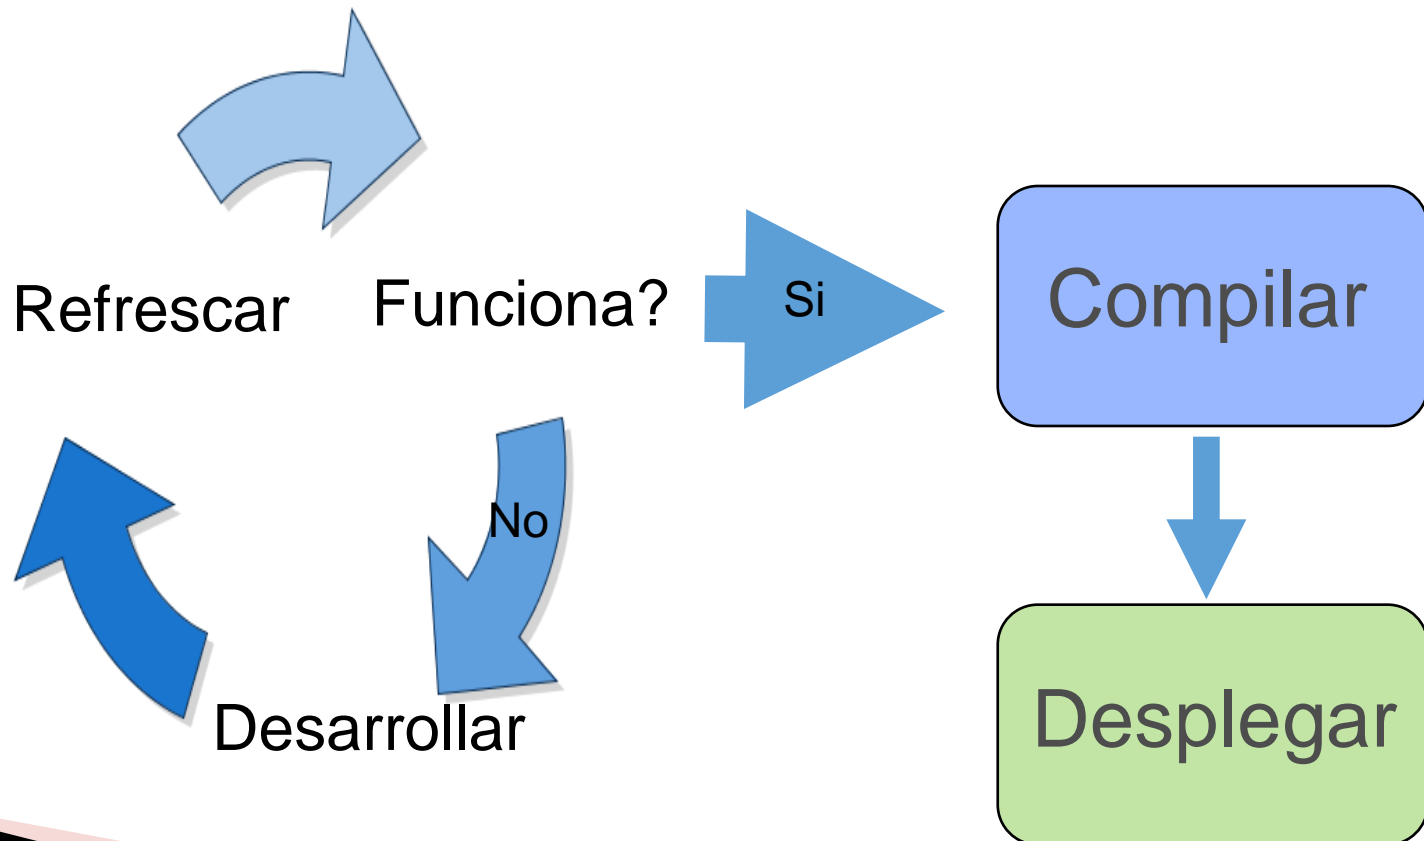 Refrescar
Funciona?
Si
Compilar
No
Desarrollar
Desplegar